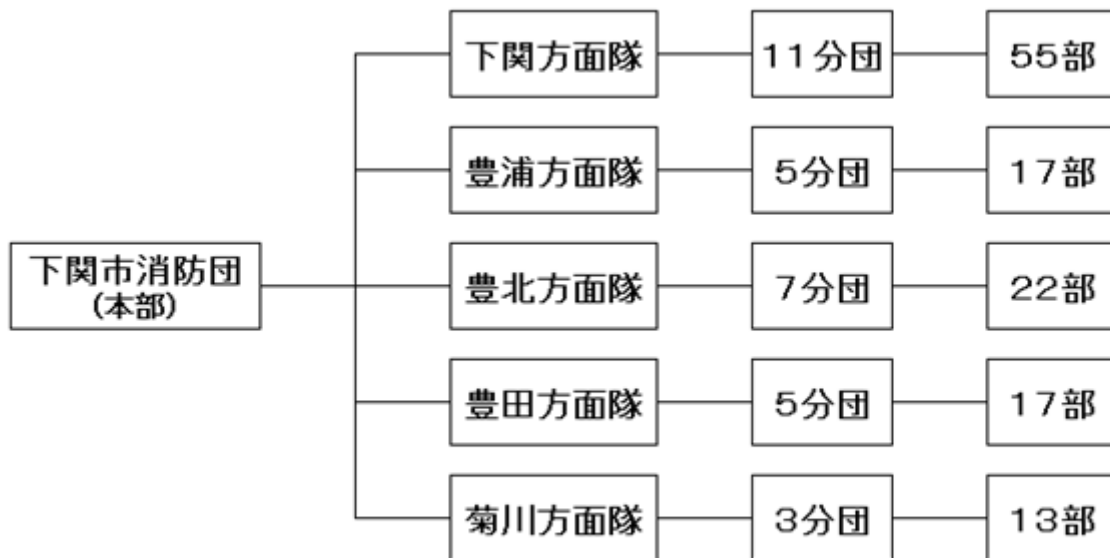 下関方面隊 11分団 55部
豊浦方面隊 5分団 17部
下関市消防団
(本部)
豊北方面隊 7分団 22部
豊田方面隊 5分団 17部
菊川方面隊 3分団 13部